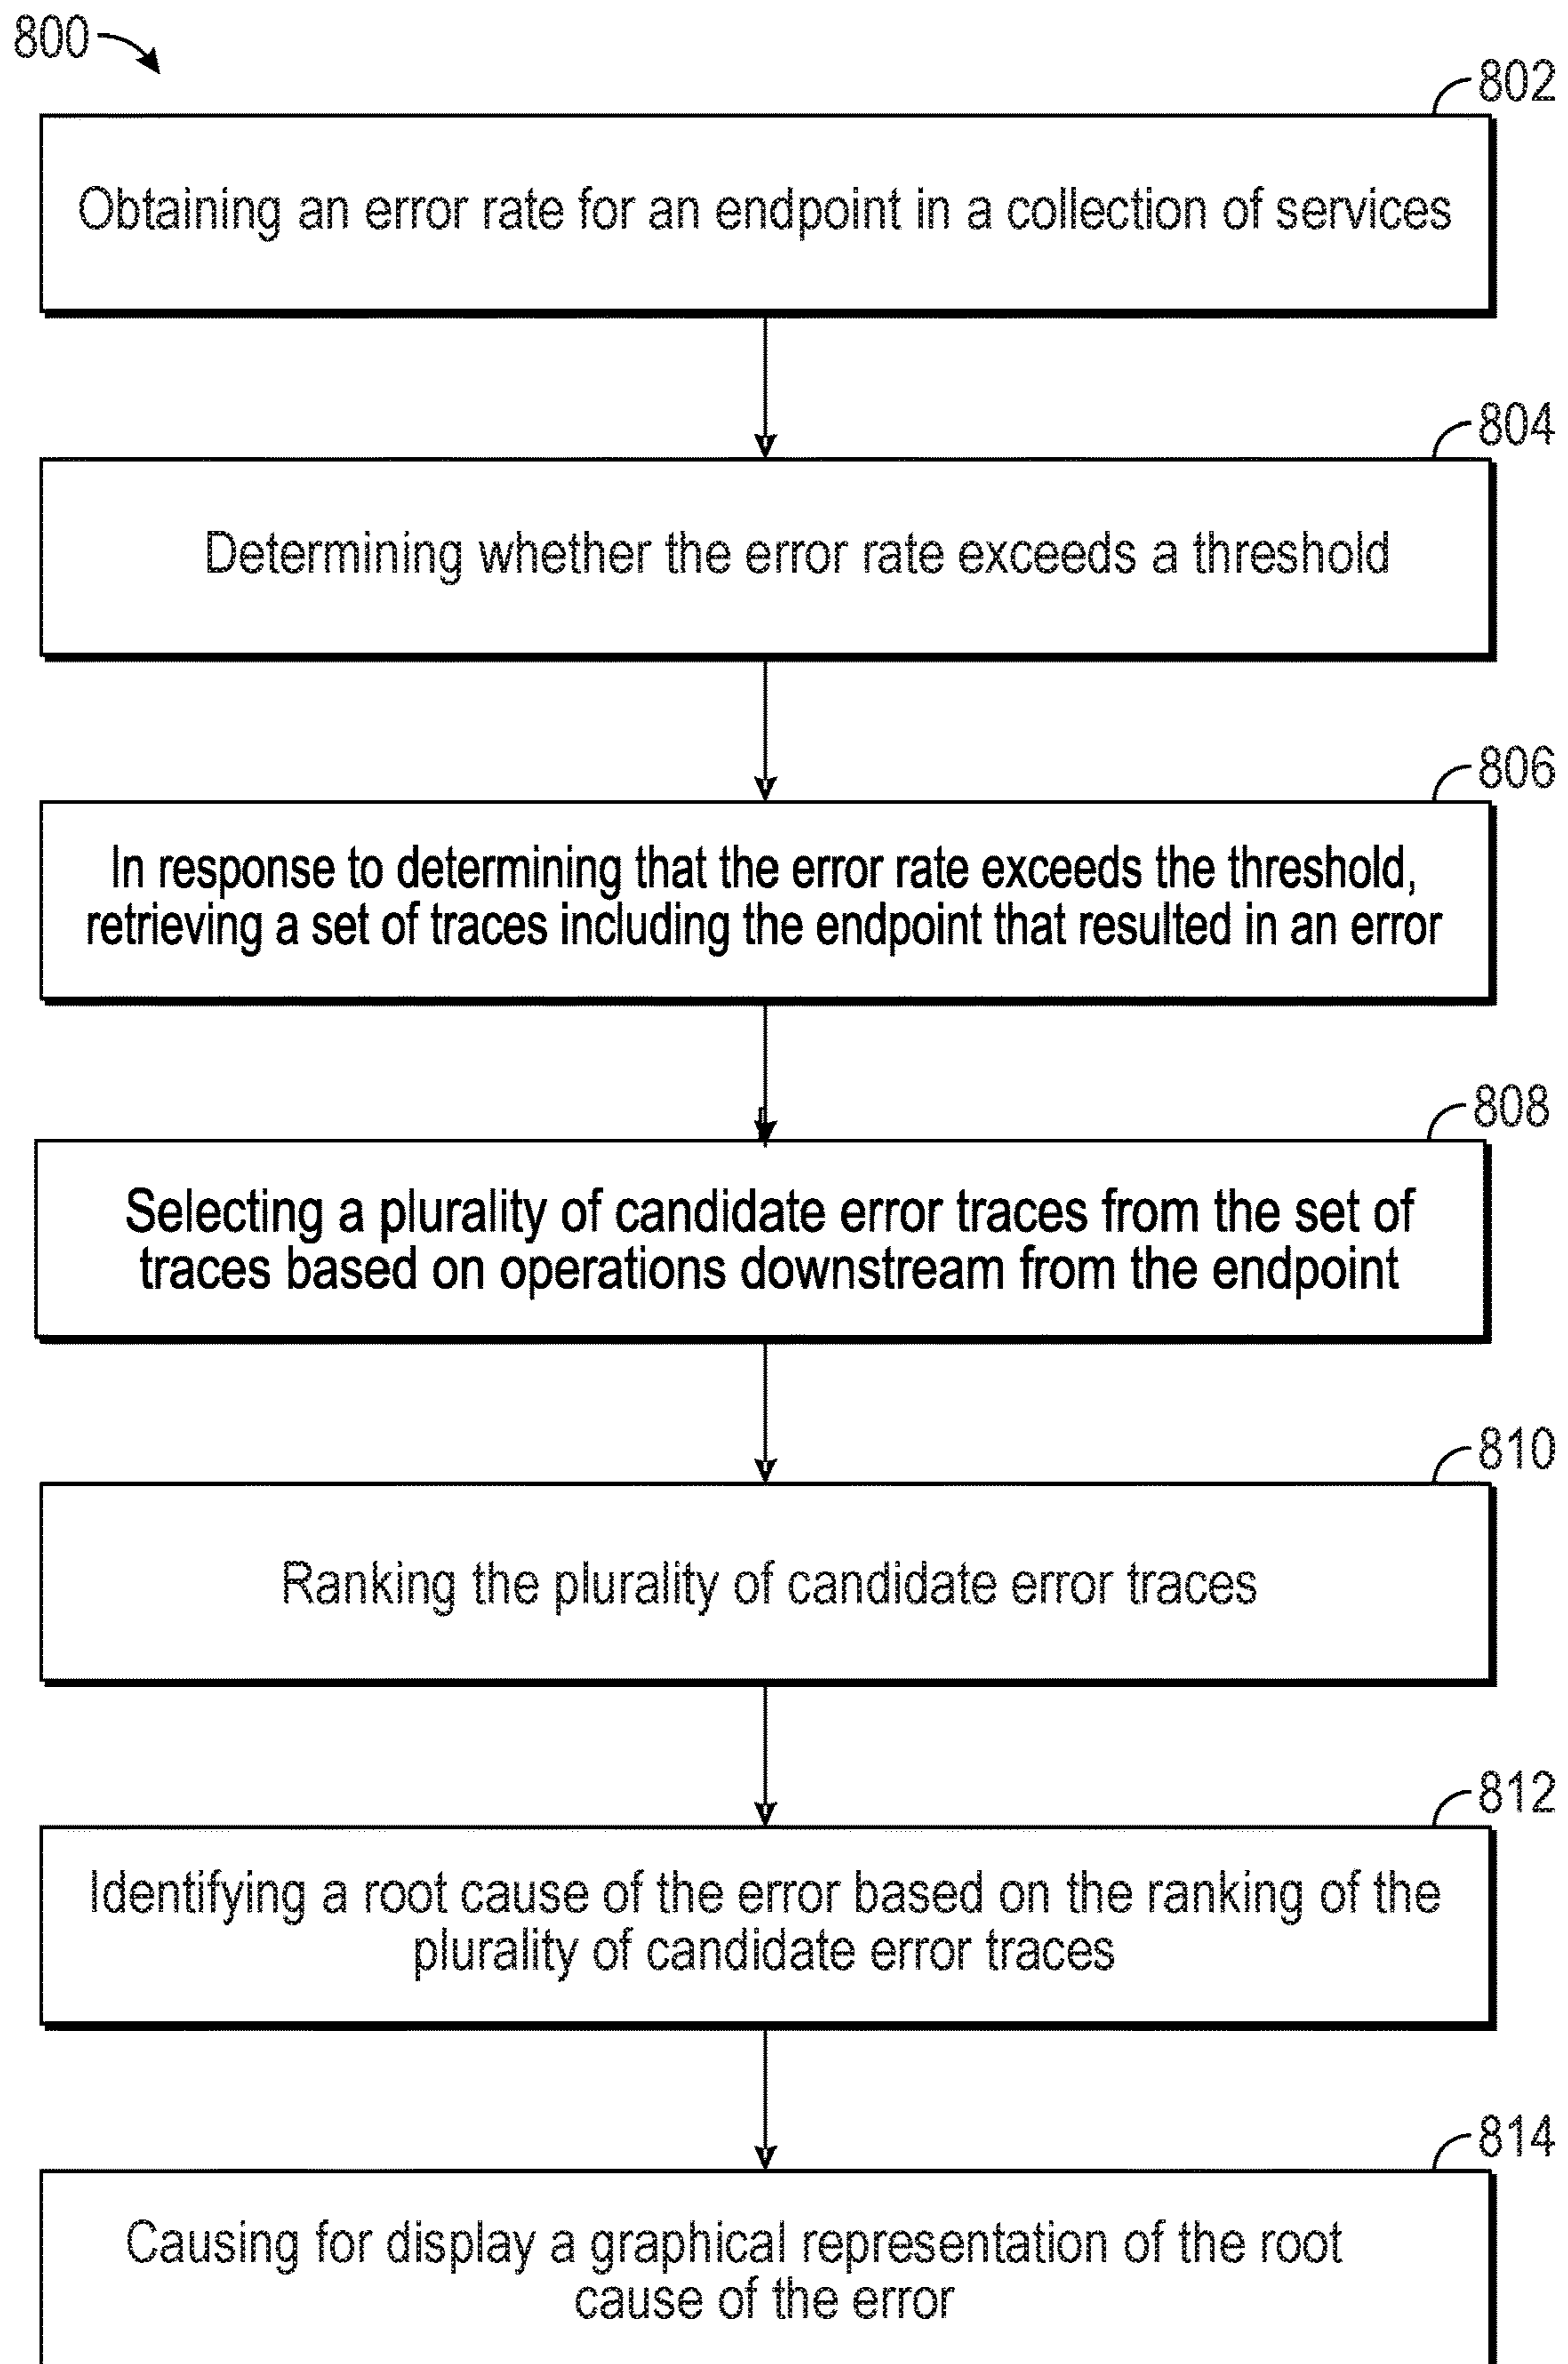 800
802
Obtaining an error rate for an endpoint in a collection of services
804
Determining whether the error rate exceeds a threshold
806
In response to determining that the error rate exceeds the threshold,
retrieving a set of traces including the endpoint that resulted in an error
808
Selecting a plurality of candidate error traces from the set of
traces based on operations downstream from the endpoint
810
Ranking the plurality of candidate error traces
812
Identifying a root cause of the error based on the ranking of the
plurality of candidate error traces
814
Causing for display a graphical representation of the root
cause of the error